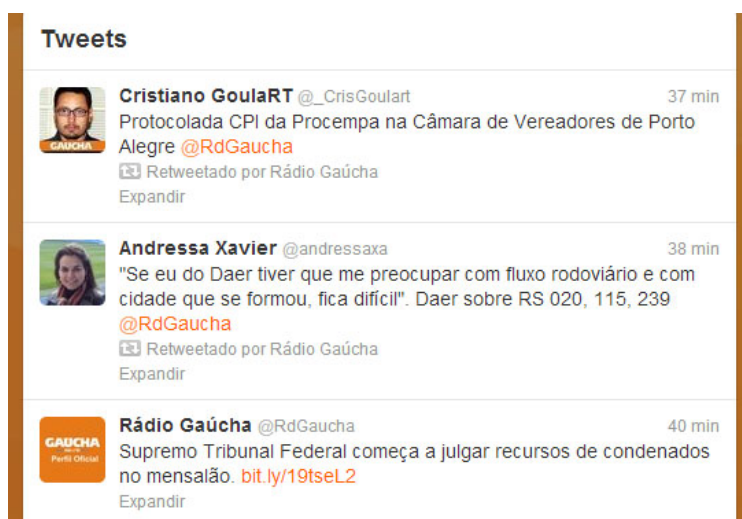 Tweets
Cristiano GoulaRT @_CrisGoulart 37 min
Protocolada CPI da Procempa na Câmara de Vereadores de Porto
Alegre @RdGaucha
Retweetado por Rádio Gaúcha
Expandir
GAUCHA
Andressa Xavier @andressaxa 38 min
"Se eu do Daer tiver que me preocupar com fluxo rodoviário e com
cidade que se formou, fica difícil". Daer sobre RS 020, 115, 239
@RdGaucha
Retweetado por Rádio Gaúcha
Expandir
Rádio Gaúcha @RdGaucha 40 min
Supremo Tribunal Federal começa a julgar recursos de condenados
no mensalão. bit.ly/19tseL2
Expandir
GAUCHA
Perfil Oficial